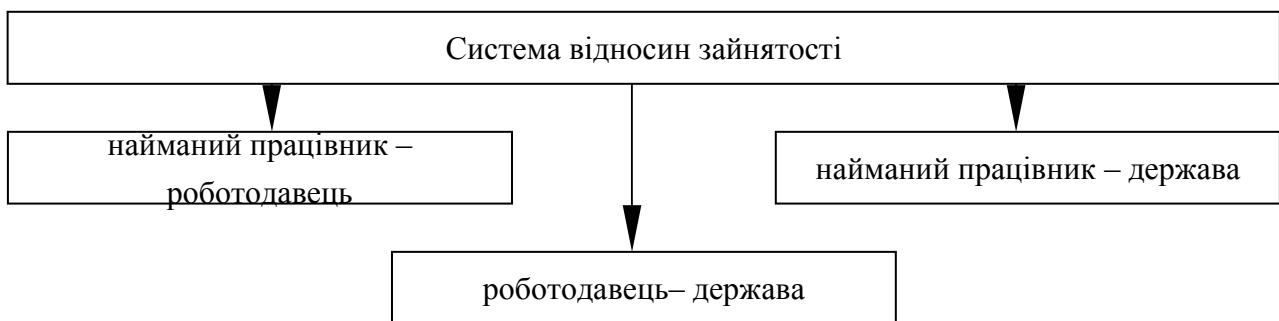 Система відносин зайнятості
найманий працівник –
роботодавець
найманий працівник – держава
роботодавець– держава